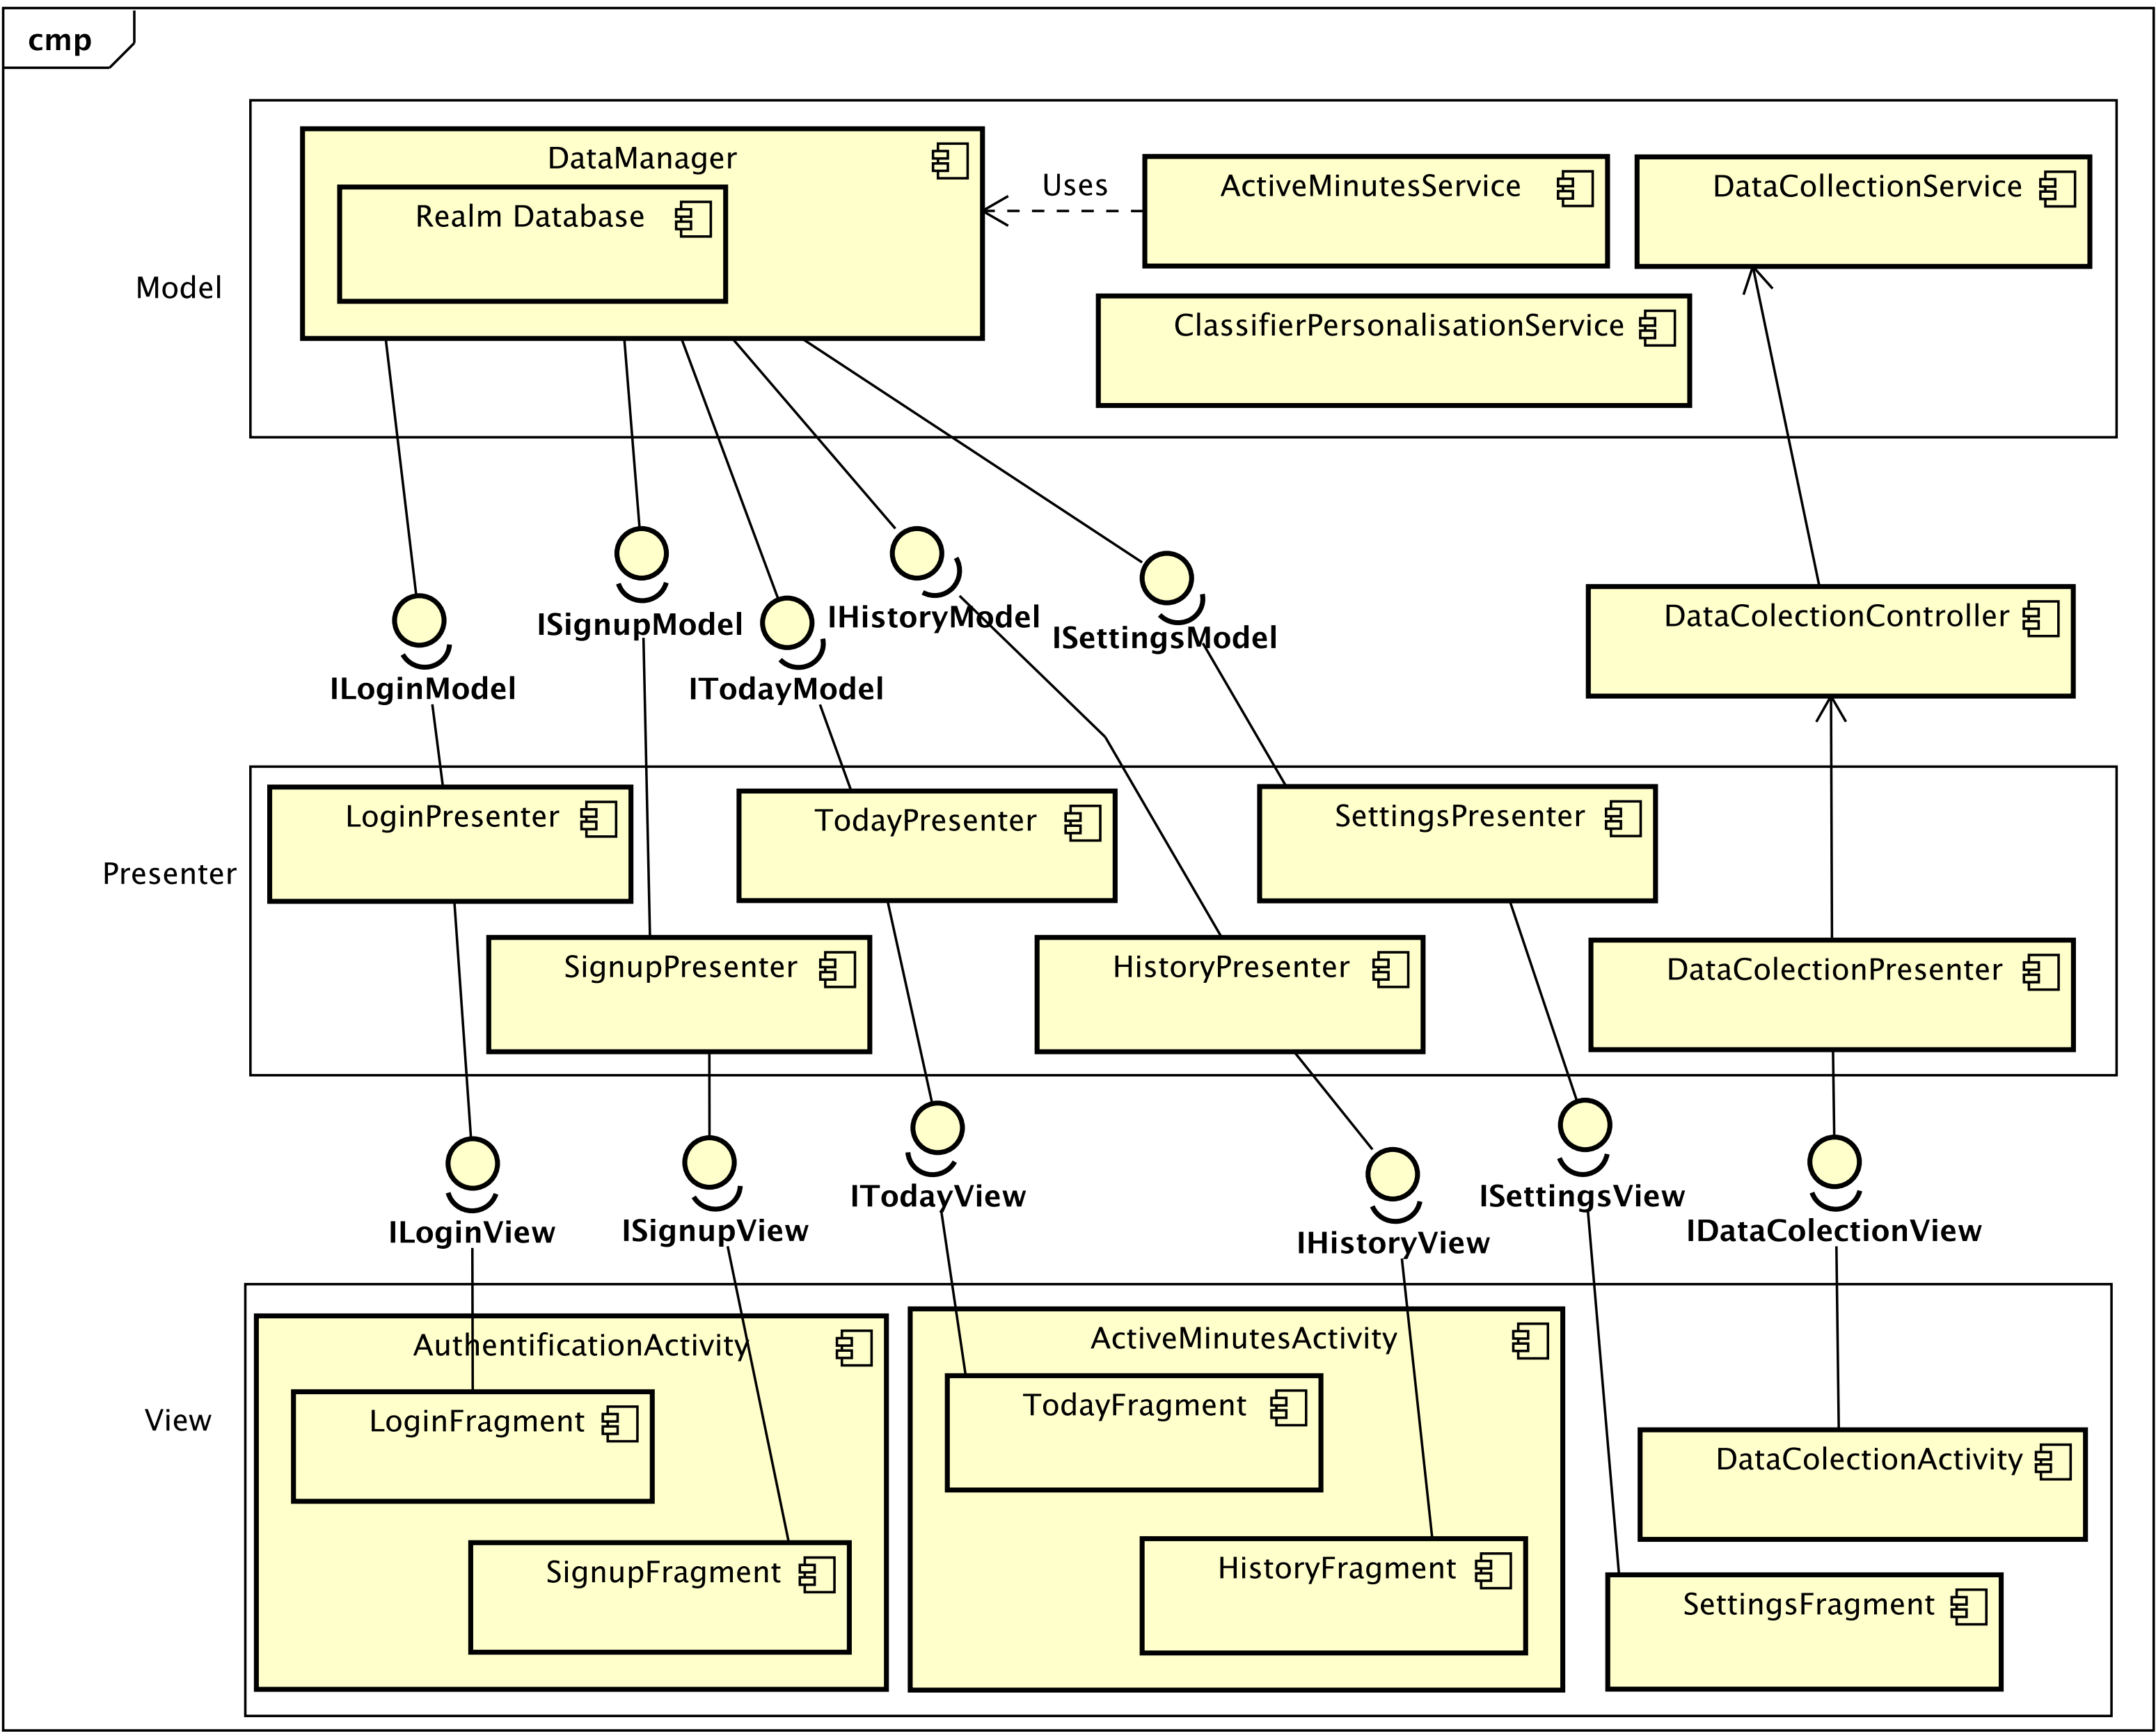 cmp
DataManager
Uses
ActiveMinutesService
DataCollectionService
Realm Database
Model
ClassifierPersonalisationService
ISignupModel
IHistoryModel
ISettingsModel
DataColectionController
ILoginModel
ITodayModel
LoginPresenter
TodayPresenter
SettingsPresenter
Presenter
SignupPresenter
HistoryPresenter
DataColectionPresenter
ILoginView
ISignupView
ITodayView
IHistoryView
ISettingsView
IDataColectionView
AuthentificationActivity
ActiveMinutesActivity
View
LoginFragment
TodayFragment
DataColectionActivity
SignupFragment
HistoryFragment
SettingsFragment